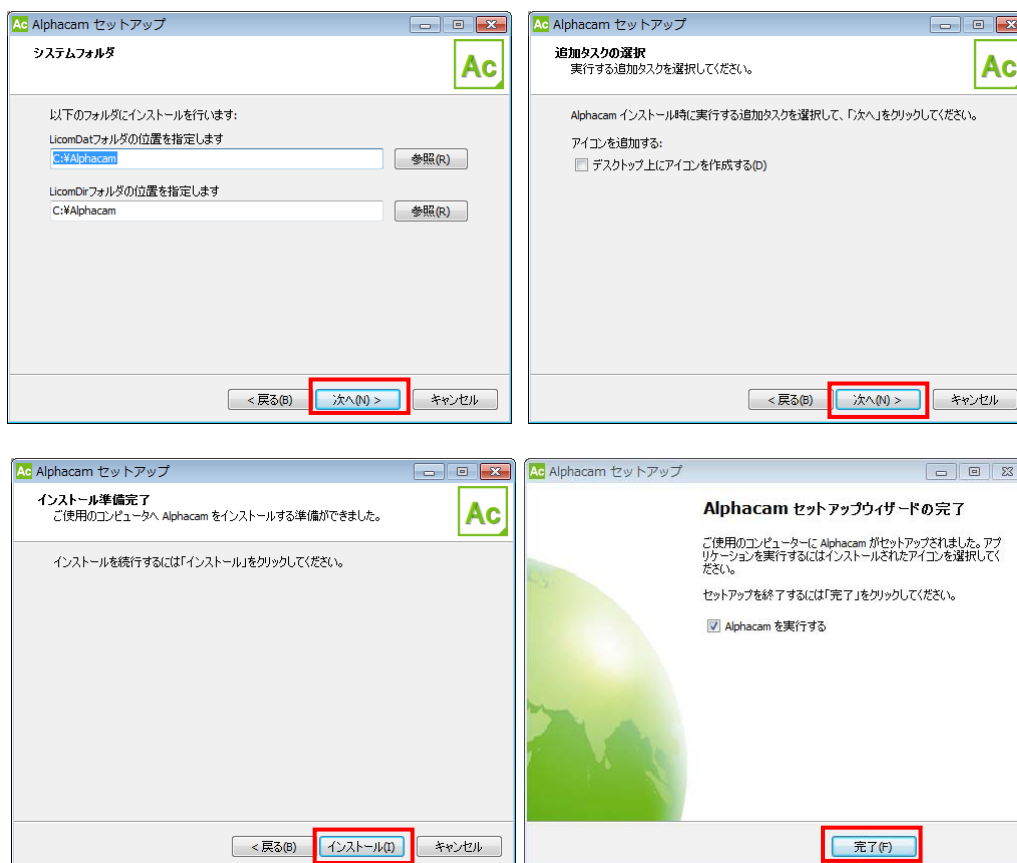 Ac Alphacam セットアップ
システムフォルダ
Ac
以下のフォルダにインストールを行います:
LicomDatフォルダの位置を指定します
C:¥Alphacam
参照(R)
LicomDirフォルダの位置を指定します
C:¥Alphacam
参照(R)
< 戻る(B)
次へ(N) >
キャンセル
Ac Alphacam セットアップ
追加タスクの選択
実行する追加タスクを選択してください。
Ac
Alphacam インストール時に実行する追加タスクを選択して、「次へ」をクリックしてください。
アイコンを追加する:
デスクトップ上にアイコンを作成する(D)
< 戻る(B)
次へ(N) >
キャンセル
Ac Alphacam セットアップ
インストール準備完了
ご使用のコンピュータへ Alphacam をインストールする準備ができました。
Ac
インストールを続行するには「インストール」をクリックしてください。
< 戻る(B)
インストール(I)
キャンセル
Ac Alphacam セットアップ
Alphacam セットアップウィザードの完了
ご使用のコンピューターに Alphacam がセットアップされました。アプ
リケーションを実行するにはインストールされたアイコンを選択してく
ださい。
セットアップを終了するには「完了」をクリックしてください。
Alphacam を実行する
完了(F)